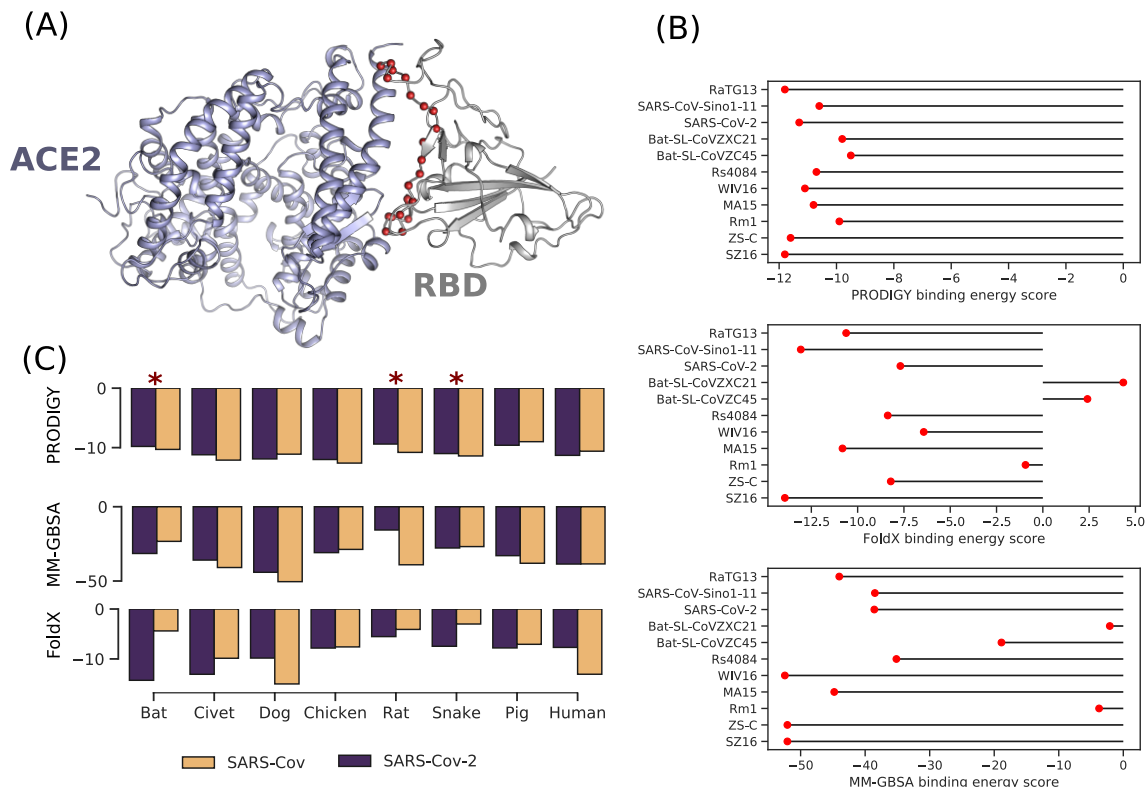 (A)
ACE2
RBD
(B)
RaTG13
SARS-CoV-Sino1-11
SARS-CoV-2
Bat-SL-CoVZXC21
Bat-SL-CoVZC45
Rs4084
WIV16
MA15
Rm1
ZS-C
SZ16
−12 −10 −8 −6 −4 −2 0
PRODIGY binding energy score
RaTG13
SARS-CoV-Sino1-11
SARS-CoV-2
Bat-SL-CoVZXC21
Bat-SL-CoVZC45
Rs4084
WIV16
MA15
Rm1
ZS-C
SZ16
−12.5 −10.0 −7.5 −5.0 −2.5 0.0 2.5 5.0
FoldX binding energy score
RaTG13
SARS-CoV-Sino1-11
SARS-CoV-2
Bat-SL-CoVZXC21
Bat-SL-CoVZC45
Rs4084
WIV16
MA15
Rm1
ZS-C
SZ16
−50 −40 −30 −20 −10 0
MM-GBSA binding energy score
(C)
* * *
PRODIGY
0
−10
MM-GBSA
0
−50
FoldX
0
−10
Bat Civet Dog Chicken Rat Snake Pig Human
SARS-Cov SARS-Cov-2